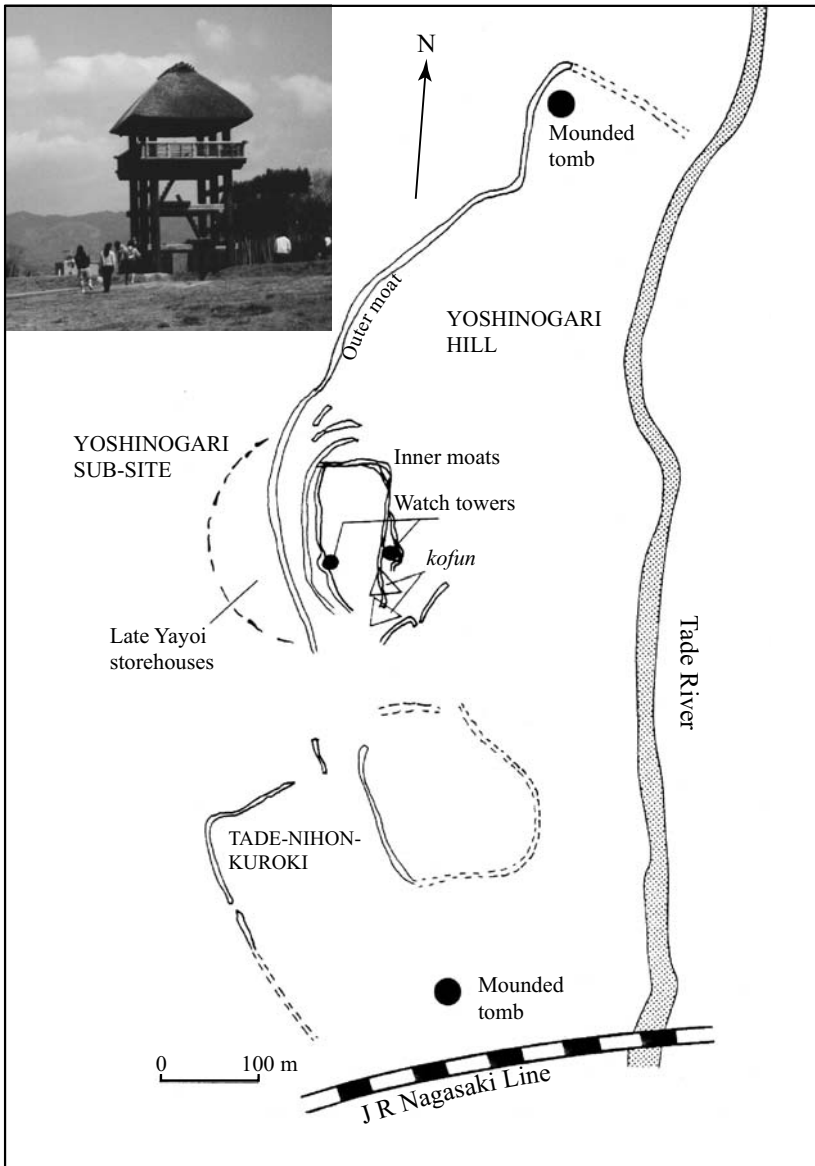 N
Mounded
tomb
Outer moat
YOSHINOGARI
HILL
YOSHINOGARI
SUB-SITE
Inner moats
Watch towers
kofun
Late Yayoi
storehouses
Tade River
TADE-NIHON-
KUROKI
Mounded
tomb
0 100 m
J R Nagasaki Line